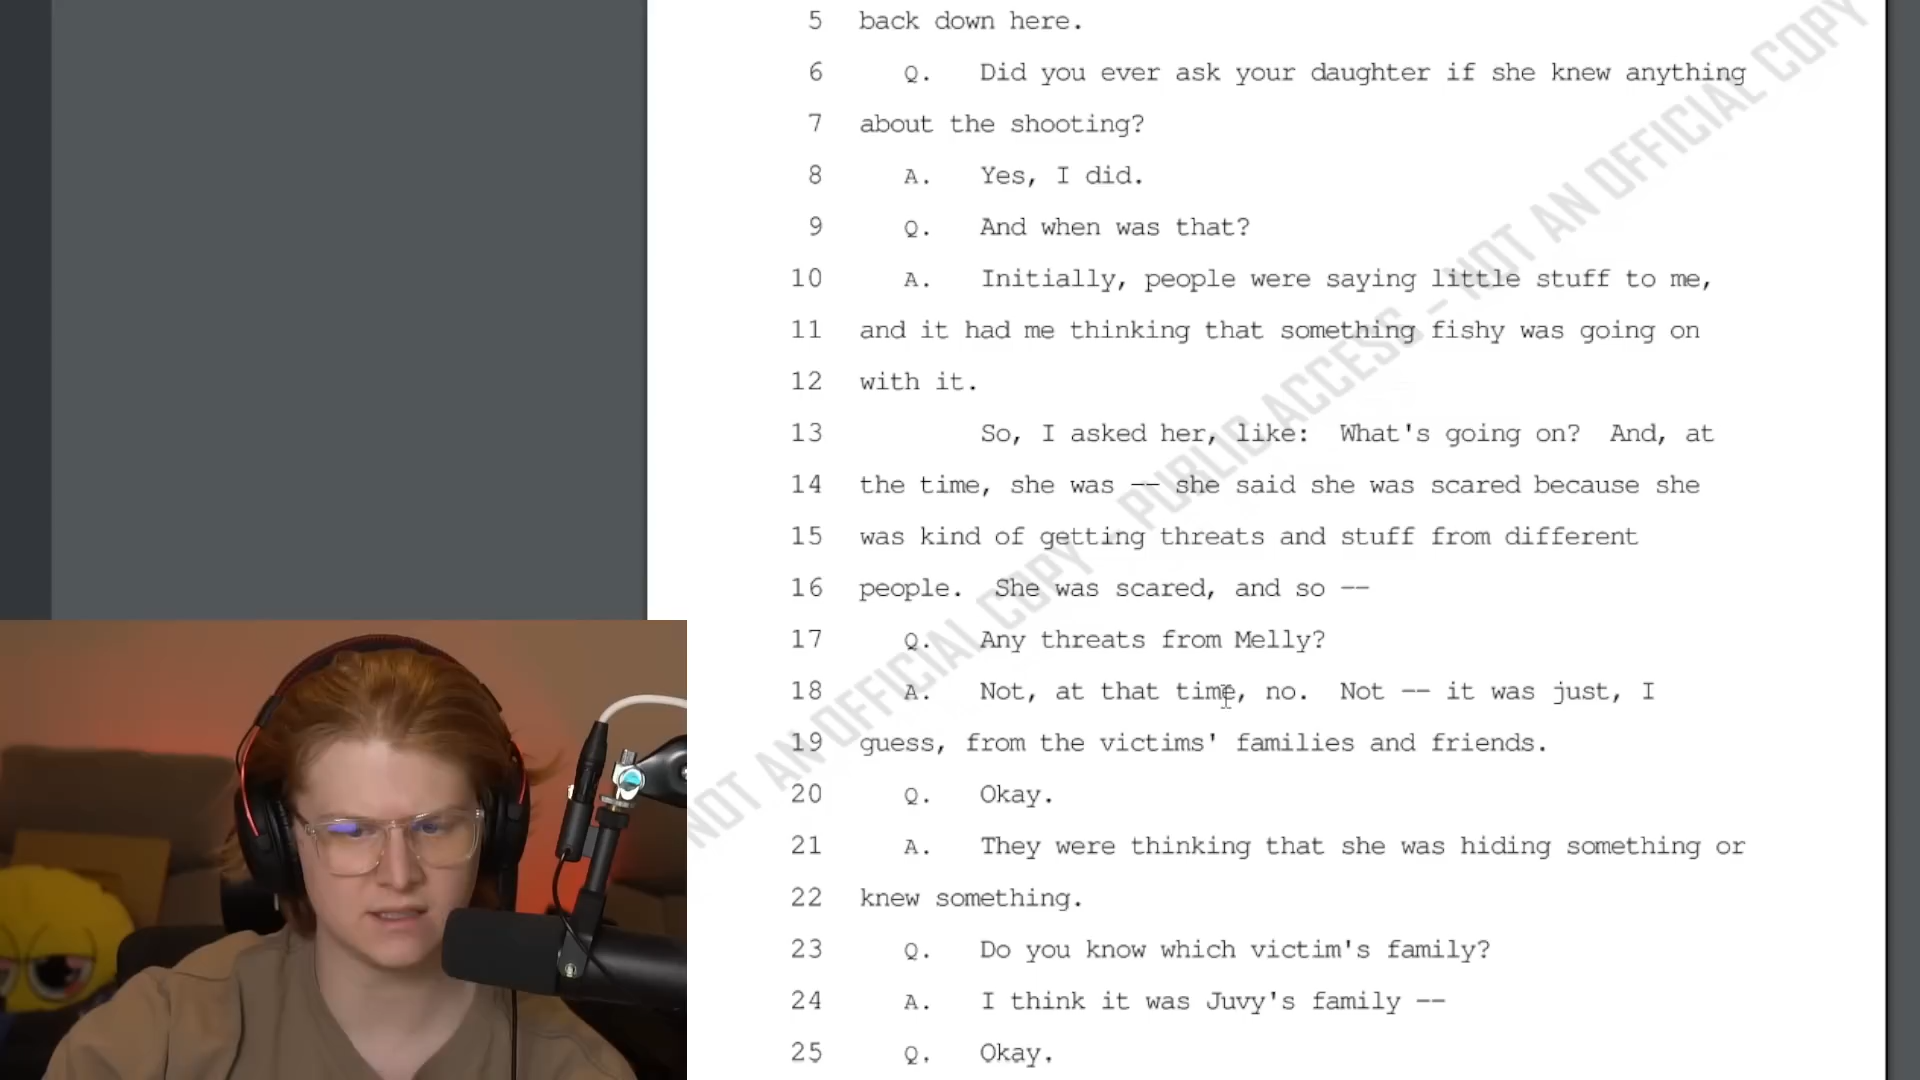 5 back down here.
6 Q. Did you ever ask your daughter if she knew anything
7 about the shooting?
8 A. Yes, I did.
9 Q. And when was that?
10 A. Initially, people were saying little stuff to me,
11 and it had me thinking that something fishy was going on
12 with it.
13 So, I asked her, like: What's going on? And, at
14 the time, she was -- she said she was scared because she
15 was kind of getting threats and stuff from different
16 people. She was scared, and so --
17 Q. Any threats from Melly?
18 A. Not, at that time, no. Not -- it was just, I
19 guess, from the victims' families and friends.
20 Q. Okay.
21 A. They were thinking that she was hiding something or
22 knew something.
23 Q. Do you know which victim's family?
24 A. I think it was Juvy's family --
25 Q. Okay.
NOT AN OFFICIAL COPY - PUBLIC ACCESS - NOT AN OFFICIAL COPY